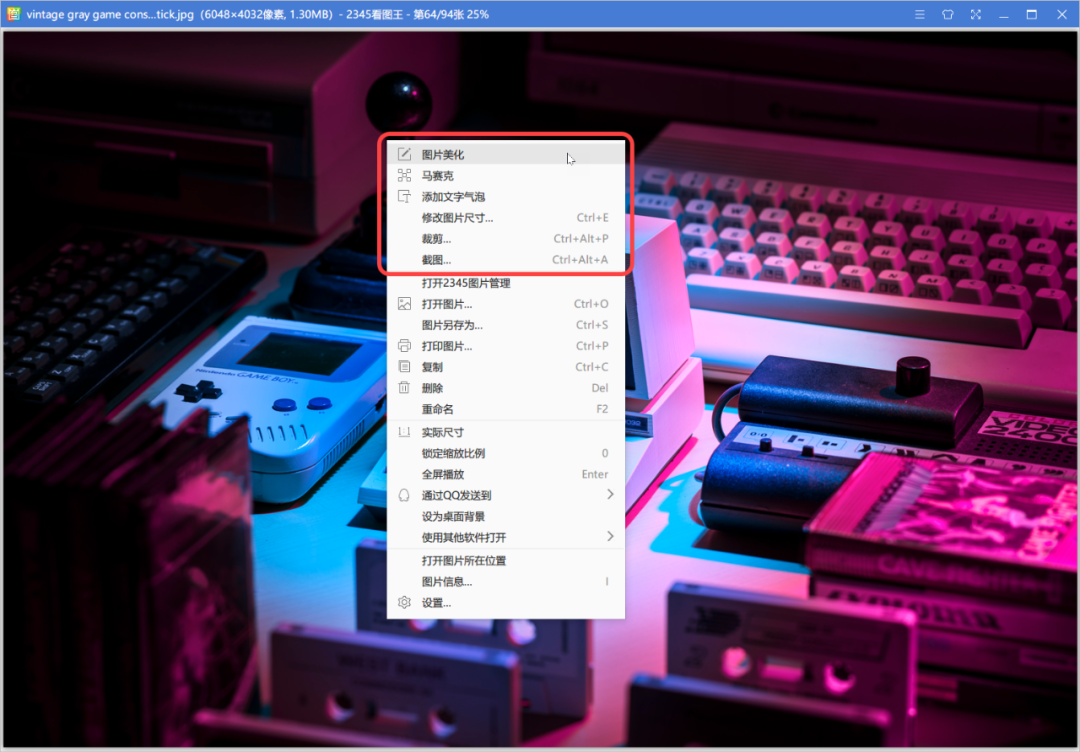 vintage gray game cons...tick.jpg（6048×4032像素, 1.30MB）- 2345看图王 - 第64/94张 25%
图片美化
马赛克
添加文字气泡
修改图片尺寸... Ctrl+E
裁剪... Ctrl+Alt+P
截图... Ctrl+Alt+A
打开2345图片管理
打开图片... Ctrl+O
图片另存为... Ctrl+S
打印图片... Ctrl+P
复制 Ctrl+C
删除 Del
重命名 F2
实际尺寸
锁定缩放比例 0
全屏播放 Enter
通过QQ发送到
设为桌面背景
使用其他软件打开
打开图片所在位置
图片信息... I
设置...
Nintendo GAME BOY
VIDEO
CAVE FIGHTER